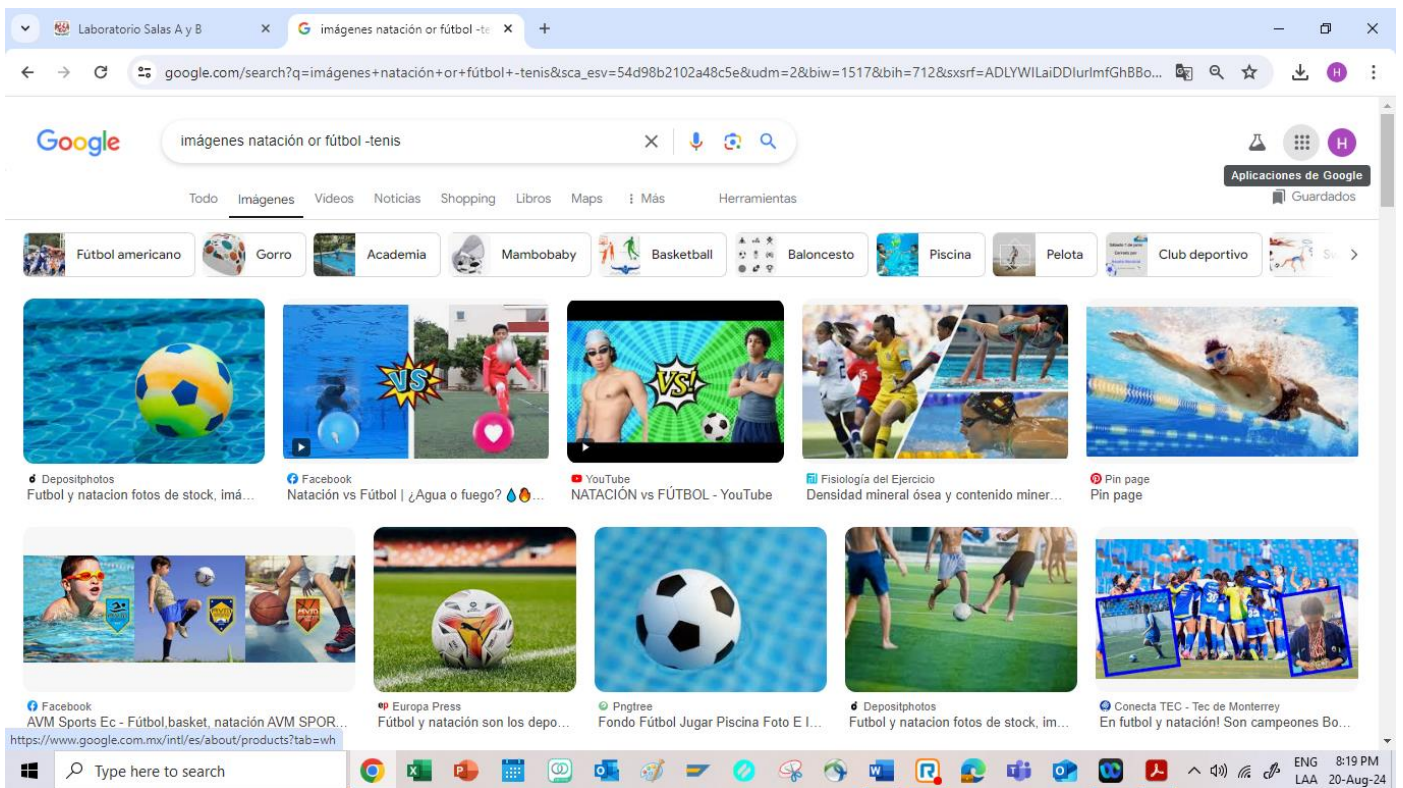 Laboratorio Salas A y B
imágenes natación or fútbol -te
google.com/search?q=imágenes+natación+or+fútbol+-tenis&sca_esv=54d98b2102a48c5e&udm=2&biw=1517&bih=712&sxsrf=ADLYWILaiDDIurImfGhBBo...
H
Google
imágenes natación or fútbol -tenis
H
Aplicaciones de Google
Todo Imágenes Videos Noticias Shopping Libros Maps Más Herramientas
Guardados
Fútbol americano Gorro Academia Mambobaby Basketball Baloncesto Piscina Pelota Club deportivo
VS
VS!
Depositphotos
Futbol y natacion fotos de stock, imá...
Facebook
Natación vs Fútbol | ¿Agua o fuego? 💧🔥...
YouTube
NATACIÓN vs FÚTBOL - YouTube
Fisiología del Ejercicio
Densidad mineral ósea y contenido miner...
Pin page
Pin page
Facebook
AVM Sports Ec - Fútbol,basket, natación AVM SPOR...
ep Europa Press
Fútbol y natación son los depo...
Pngtree
Fondo Fútbol Jugar Piscina Foto E I...
Depositphotos
Futbol y natacion fotos de stock, im...
Conecta TEC - Tec de Monterrey
En futbol y natación! Son campeones Bo...
https://www.google.com.mx/intl/es/about/products?tab=wh
Type here to search
ENG 8:19 PM
LAA 20-Aug-24